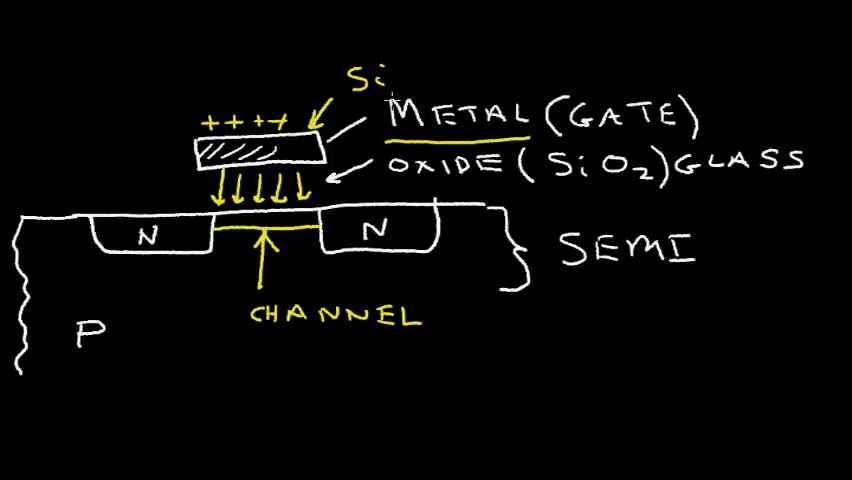 Si
++++
METAL (GATE)
OXIDE (SiO2) GLASS
N
N
SEMI
CHANNEL
P